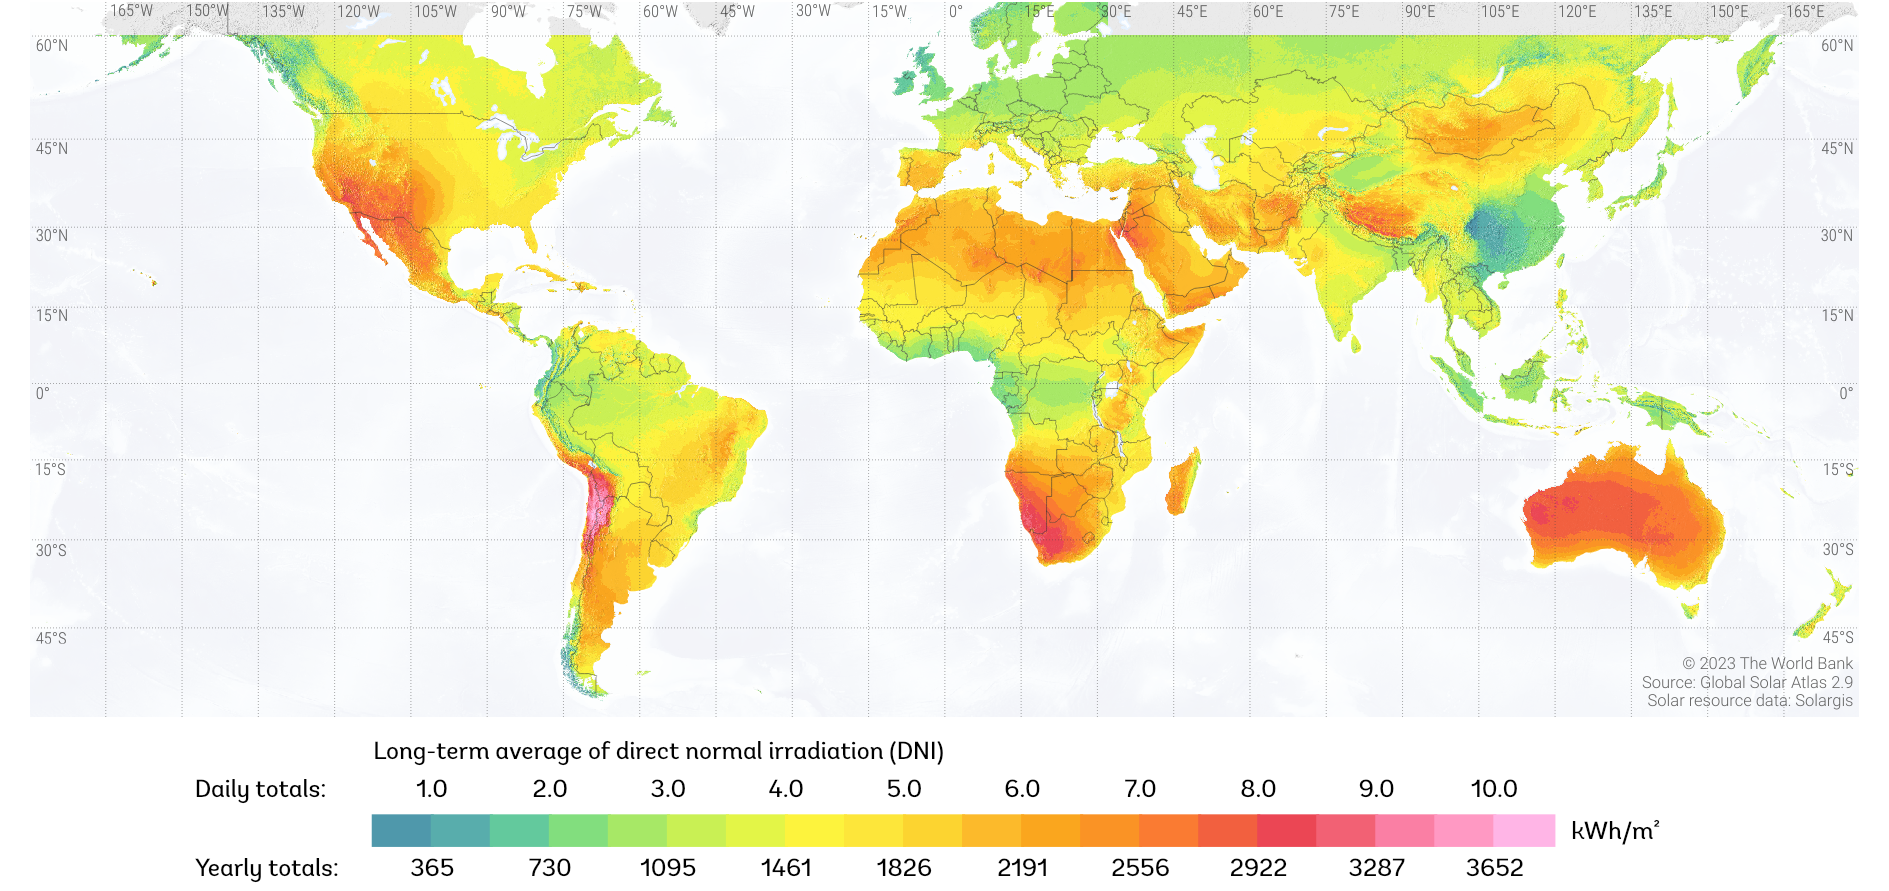 165°W 150°W 135°W 120°W 105°W 90°W 75°W 60°W 45°W 30°W 15°W 0° 15°E 30°E 45°E 60°E 75°E 90°E 105°E 120°E 135°E 150°E 165°E
60°N 60°N
45°N 45°N
30°N 30°N
15°N 15°N
0° 0°
15°S 15°S
30°S 30°S
45°S 45°S
© 2023 The World Bank
Source: Global Solar Atlas 2.9
Solar resource data: Solargis
Long-term average of direct normal irradiation (DNI)
Daily totals: 1.0 2.0 3.0 4.0 5.0 6.0 7.0 8.0 9.0 10.0
kWh/m²
Yearly totals: 365 730 1095 1461 1826 2191 2556 2922 3287 3652